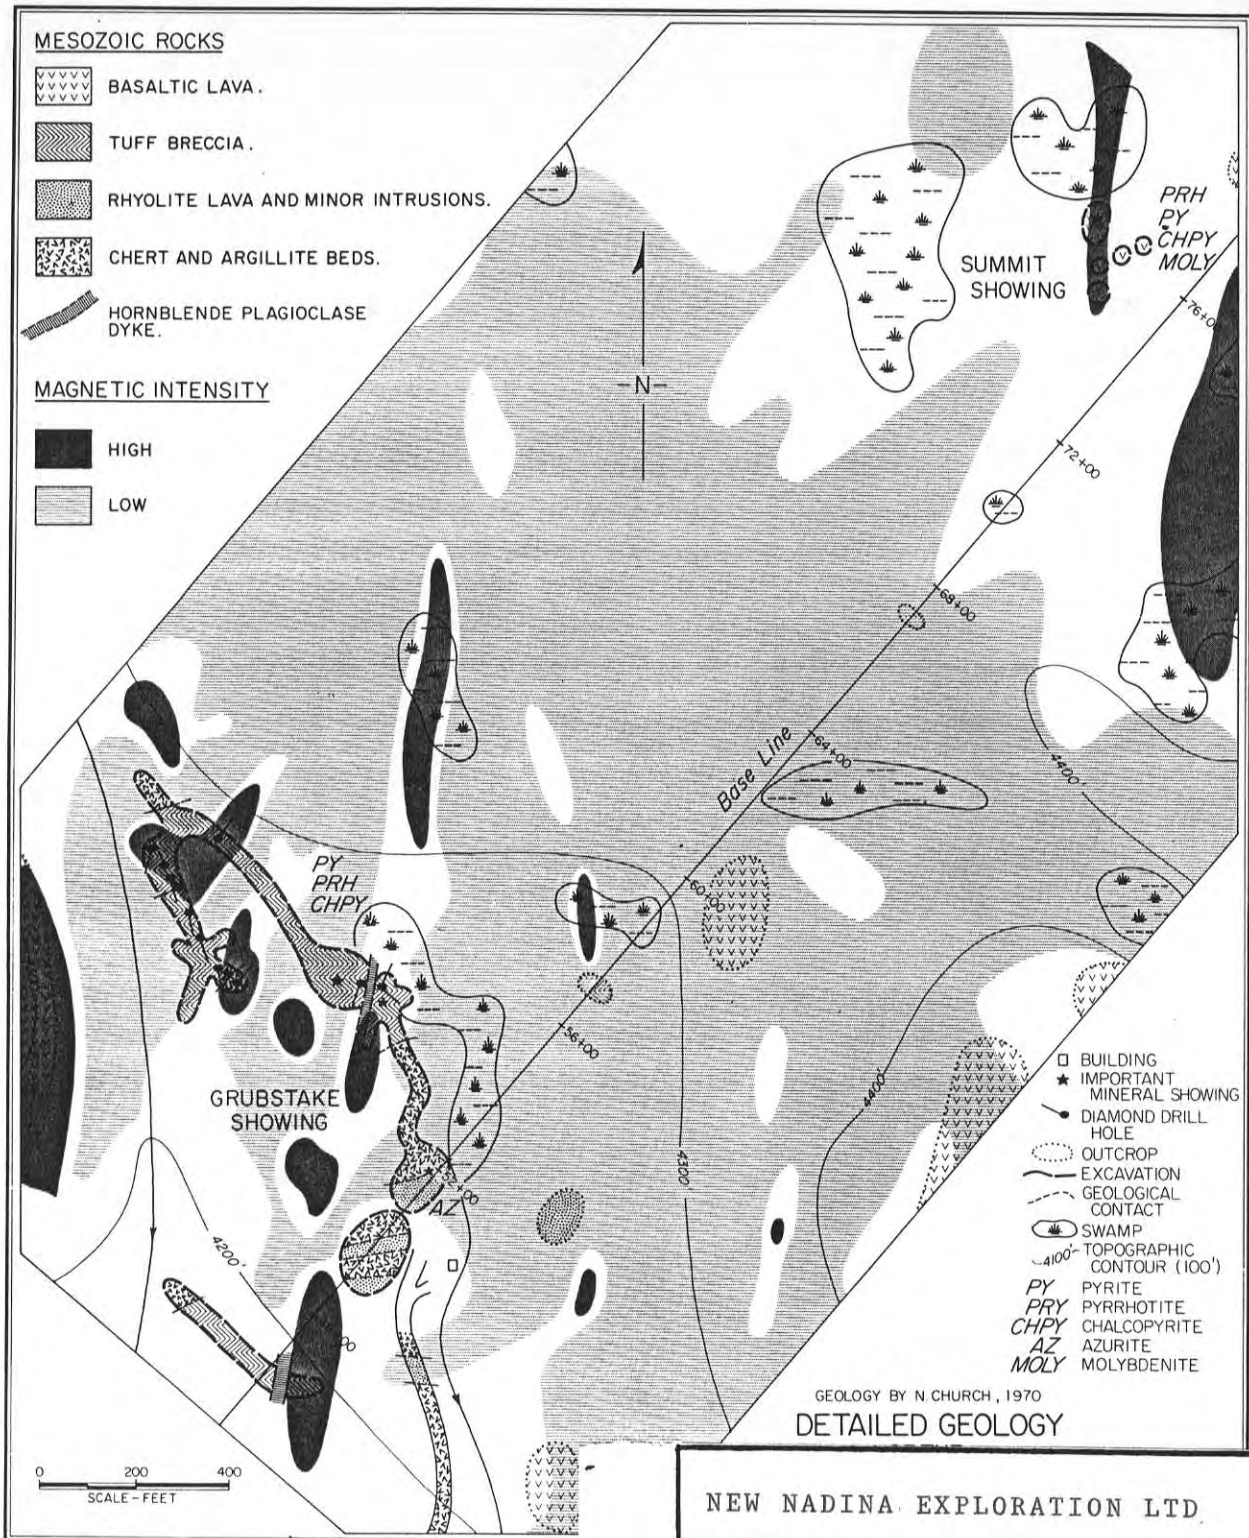 MESOZOIC ROCKS
BASALTIC LAVA.
TUFF BRECCIA.
RHYOLITE LAVA AND MINOR INTRUSIONS.
CHERT AND ARGILLITE BEDS.
HORNBLENDE PLAGIOCLASE
DYKE.
MAGNETIC INTENSITY
HIGH
LOW
-N-
SUMMIT
SHOWING
PRH
PY
CHPY
MOLY
76+0
72+00
68+00
64+00
Base Line
60+00
56+00
4400'
4400'
4300'
4200'
PY
PRH
CHPY
GRUBSTAKE
SHOWING
AZ
00
00
BUILDING
IMPORTANT
MINERAL SHOWING
DIAMOND DRILL
HOLE
OUTCROP
EXCAVATION
GEOLOGICAL
CONTACT
SWAMP
4100' TOPOGRAPHIC
CONTOUR (100')
PY PYRITE
PRY PYRRHOTITE
CHPY CHALCOPYRITE
AZ AZURITE
MOLY MOLYBDENITE
GEOLOGY BY N. CHURCH, 1970
DETAILED GEOLOGY
0 200 400
SCALE-FEET
NEW NADINA EXPLORATION LTD